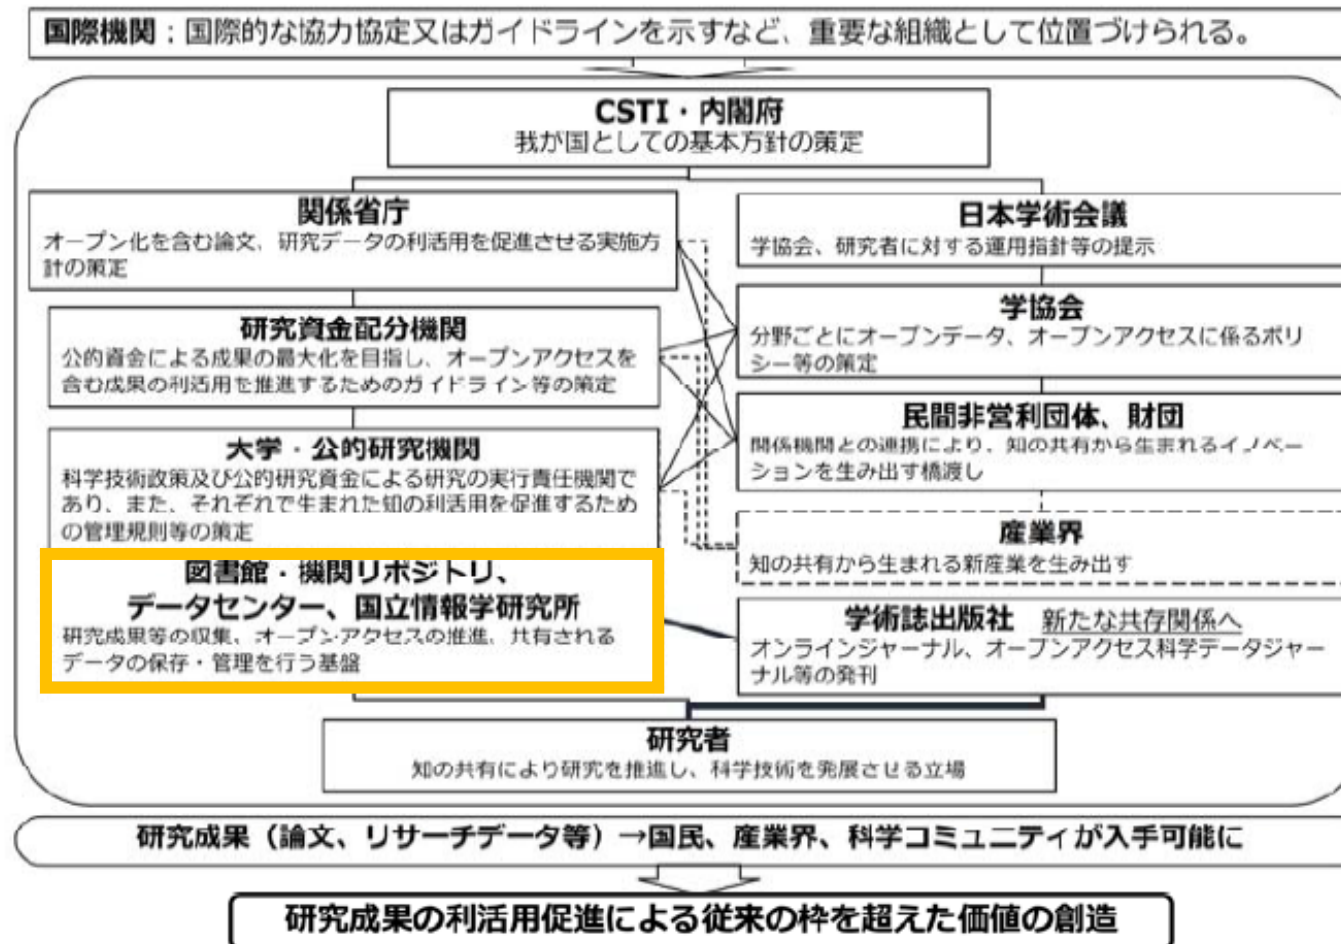 国際機関：国際的な協力協定又はガイドラインを示すなど、重要な組織として位置づけられる。
CSTI・内閣府
我が国としての基本方針の策定
関係省庁
オープン化を含む論文、研究データの利活用を促進させる実施方
針の策定
研究資金配分機関
公的資金による成果の最大化を目指し、オープンアクセスを
含む成果の利活用を推進するためのガイドライン等の策定
大学・公的研究機関
科学技術政策及び公的研究資金による研究の実行責任機関で
あり、また、それぞれで生まれた知の利活用を促進するため
の管理規則等の策定
図書館・機関リポジトリ、
データセンター、国立情報学研究所
研究成果等の収集、オープンアクセスの推進、共有される
データの保存・管理を行う基盤
日本学術会議
学協会、研究者に対する運用指針等の提示
学協会
分野ごとにオープンデータ、オープンアクセスに係るポリ
シー等の策定
民間非営利団体、財団
関係機関との連携により、知の共有から生まれるイノベー
ションを生み出す橋渡し
産業界
知の共有から生まれる新産業を生み出す
学術誌出版社 新たな共存関係へ
オンラインジャーナル、オープンアクセス科学データジャー
ナル等の発刊
研究者
知の共有により研究を推進し、科学技術を発展させる立場
研究成果（論文、リサーチデータ等）→国民、産業界、科学コミュニティが入手可能に
研究成果の利活用促進による従来の枠を超えた価値の創造